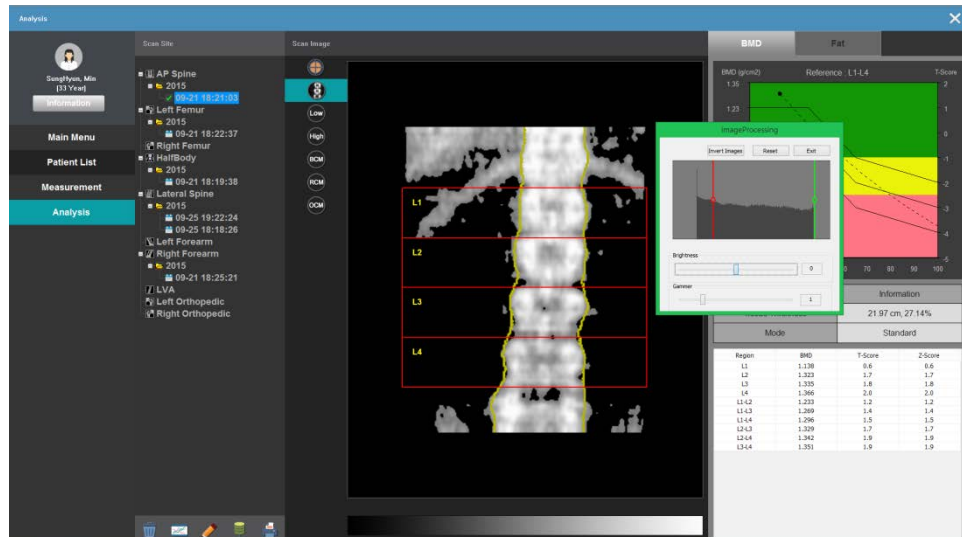 Analysis
SungHyun, Min
(33 Year)
Information
Main Menu
Patient List
Measurement
Analysis
Scan Site
AP Spine
2015
09-21 18:21:03
Left Femur
2015
09-21 18:22:37
Right Femur
HalfBody
2015
09-21 18:19:38
Lateral Spine
2015
09-25 19:22:24
09-25 18:18:26
Left Forearm
Right Forearm
2015
09-21 18:25:21
LVA
Left Orthopedic
Right Orthopedic
Scan Image
Low
High
BCM
RCM
OCM
L1
L2
L3
L4
BMD Fat
BMD (g/cm2) Reference : L1-L4 T-Score
1.35 2
1.23 1
0
-1
-2
-3
-4
-5
70 80 90 100
ImageProcessing
Invert Images Reset Exit
Brightness
0
Gammer
1
Information
21.97 cm, 27.14%
Mode Standard
Region BMD T-Score Z-Score
L1 1.138 0.6 0.6
L2 1.323 1.7 1.7
L3 1.335 1.8 1.8
L4 1.366 2.0 2.0
L1-L2 1.233 1.2 1.2
L1-L3 1.269 1.4 1.4
L1-L4 1.296 1.5 1.5
L2-L3 1.329 1.7 1.7
L2-L4 1.342 1.9 1.9
L3-L4 1.351 1.9 1.9